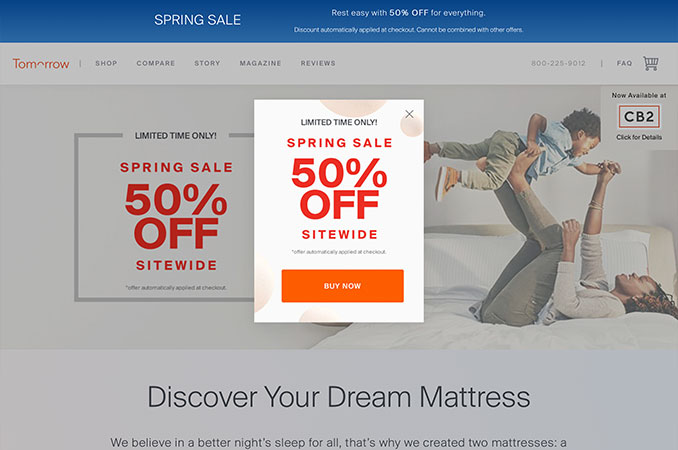 SPRING SALE
Rest easy with 50% OFF for everything.
Discount automatically applied at checkout. Cannot be combined with other offers.
Tomorrow | SHOP COMPARE STORY MAGAZINE REVIEWS 800-225-9012 | FAQ
Now Available at
CB2
Click for Details
LIMITED TIME ONLY!
SPRING SALE
50%
OFF
SITEWIDE
*offer automatically applied at checkout.
LIMITED TIME ONLY!
SPRING SALE
50%
OFF
SITEWIDE
*offer automatically applied at checkout.
BUY NOW
Discover Your Dream Mattress
We believe in a better night's sleep for all, that's why we created two mattresses: a